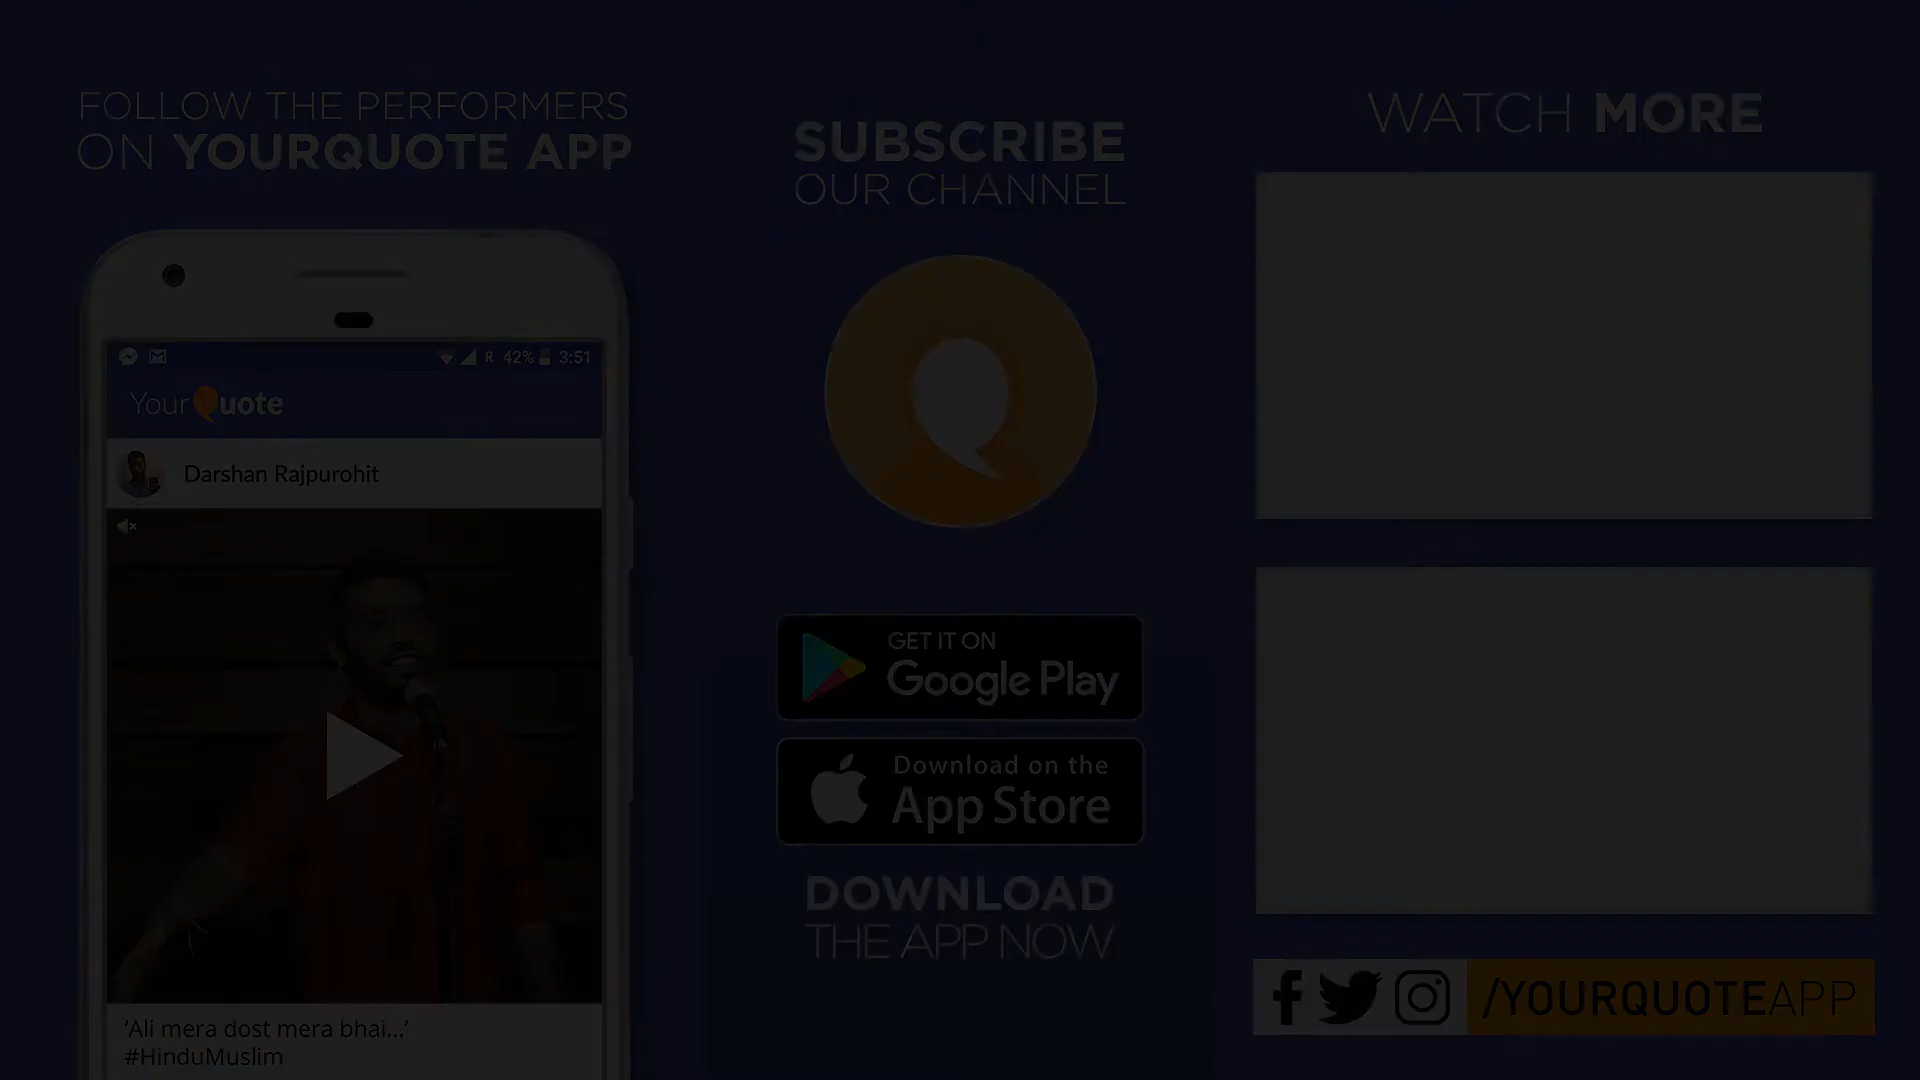 FOLLOW THE PERFORMERS
ON YOURQUOTE APP
R 42% 3:51
YourQuote
Darshan Rajpurohit
'Ali mera dost mera bhai...'
#HinduMuslim
SUBSCRIBE
OUR CHANNEL
GET IT ON
Google Play
Download on the
App Store
DOWNLOAD
THE APP NOW
WATCH MORE
/YOURQUOTEAPP